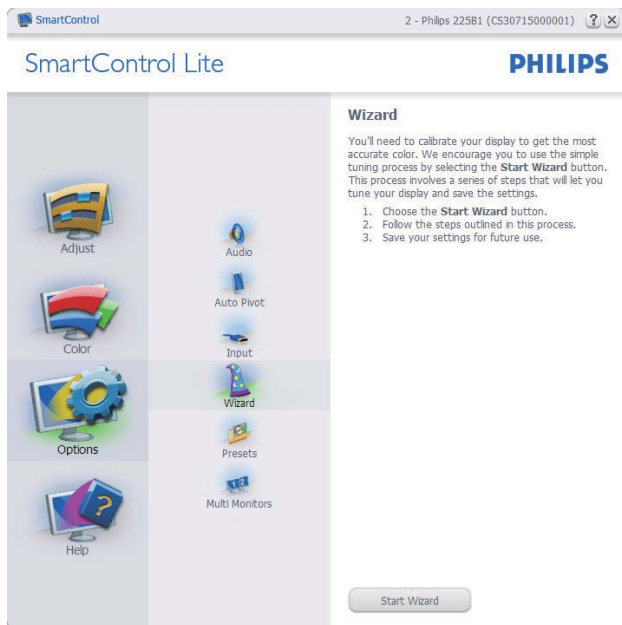 SmartControl
2 - Philips 225B1 (CS30715000001)
?
SmartControl Lite
PHILIPS
Adjust
Color
Options
Help
Audio
Auto Pivot
Input
Wizard
Presets
1 2
Multi Monitors
Wizard
You'll need to calibrate your display to get the most
accurate color. We encourage you to use the simple
tuning process by selecting the Start Wizard button.
This process involves a series of steps that will let you
tune your display and save the settings.
1. Choose the Start Wizard button.
2. Follow the steps outlined in this process.
3. Save your settings for future use.
Start Wizard